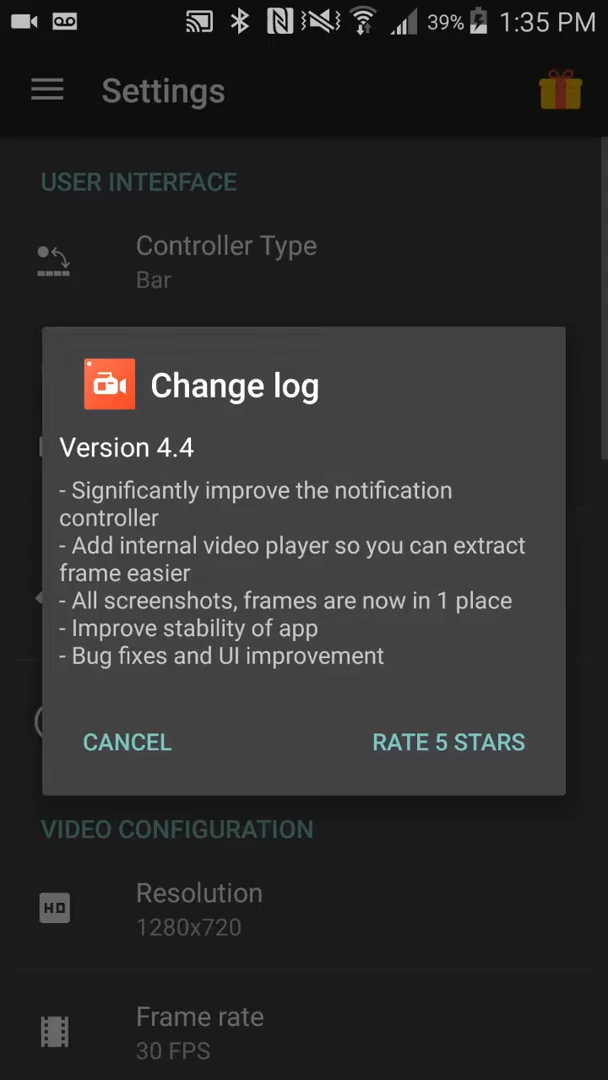 39% 1:35 PM
Settings
USER INTERFACE
Controller Type
Bar
Change log
Version 4.4
- Significantly improve the notification
controller
- Add internal video player so you can extract
frame easier
- All screenshots, frames are now in 1 place
- Improve stability of app
- Bug fixes and UI improvement
CANCEL RATE 5 STARS
VIDEO CONFIGURATION
HD
Resolution
1280x720
Frame rate
30 FPS